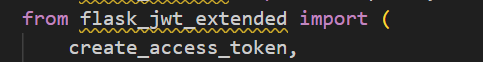 from flask_jwt_extended import (
    create_access_token,